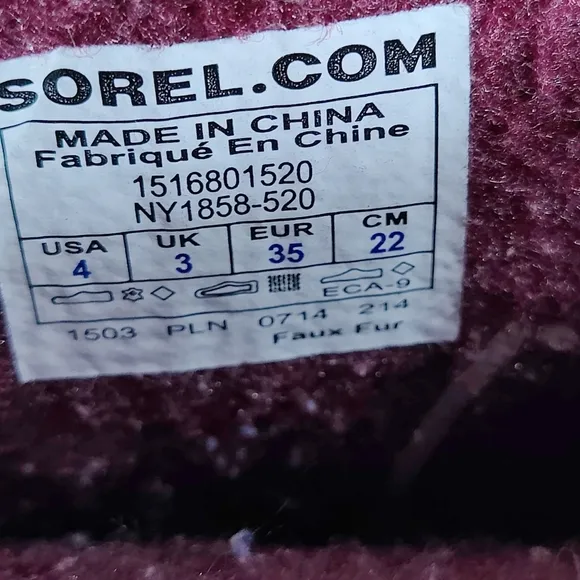 SOREL.COM
MADE IN CHINA
Fabriqué En Chine
1516801520
NY1858-520
USA UK EUR CM
4 3 35 22
ECA-9
1503 PLN 0714 214
Faux Fur